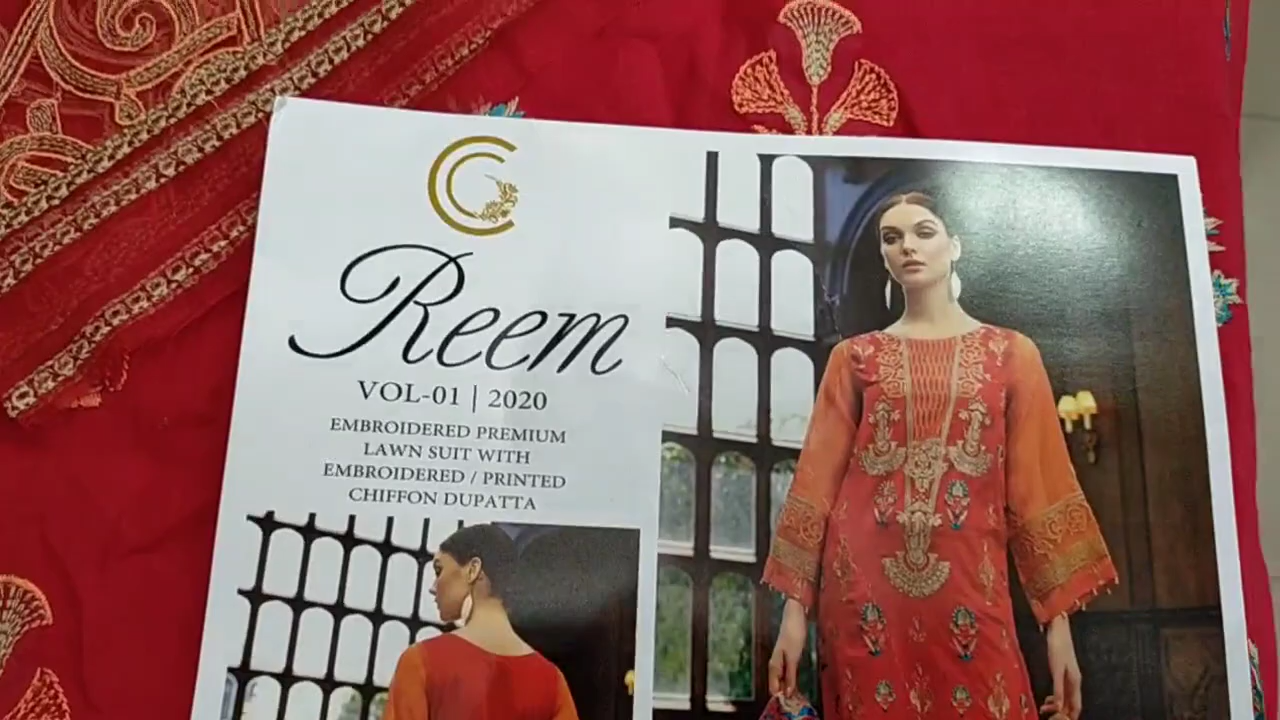 Reem
VOL-01 | 2020
EMBROIDERED PREMIUM
LAWN SUIT WITH
EMBROIDERED / PRINTED
CHIFFON DUPATTA